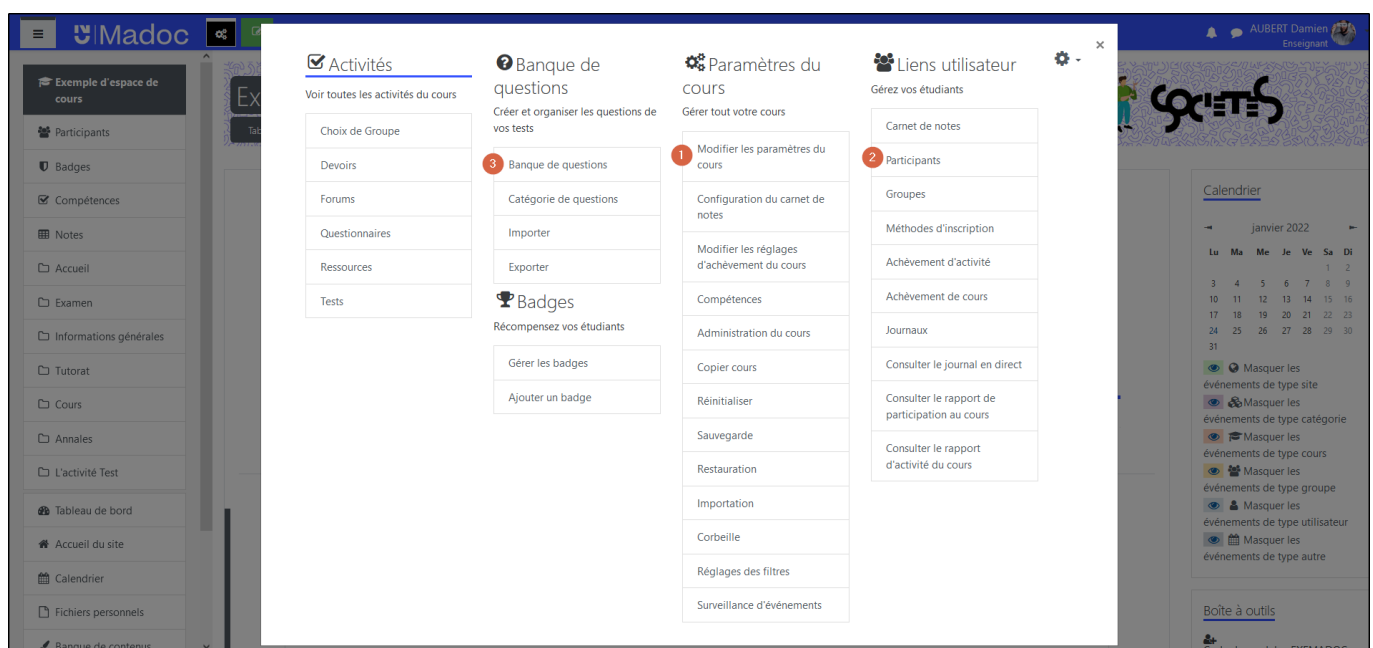 Madoc
AUBERT Damien
Enseignant
Exemple d'espace de
cours
Participants
Badges
Compétences
Notes
Accueil
Examen
Informations générales
Tutorat
Cours
Annales
L'activité Test
Tableau de bord
Accueil du site
Calendrier
Fichiers personnels
Banque de contenus
Ex
Tab
Activités
Voir toutes les activités du cours
Choix de Groupe
Devoirs
Forums
Questionnaires
Ressources
Tests
Banque de
questions
Créer et organiser les questions de
vos tests
3 Banque de questions
Catégorie de questions
Importer
Exporter
Badges
Récompensez vos étudiants
Gérer les badges
Ajouter un badge
Paramètres du
cours
Gérer tout votre cours
1 Modifier les paramètres du
cours
Configuration du carnet de
notes
Modifier les réglages
d'achèvement du cours
Compétences
Administration du cours
Copier cours
Réinitialiser
Sauvegarde
Restauration
Importation
Corbeille
Réglages des filtres
Surveillance d'événements
Liens utilisateur
Gérez vos étudiants
Carnet de notes
2 Participants
Groupes
Méthodes d'inscription
Achèvement d'activité
Achèvement de cours
Journaux
Consulter le journal en direct
Consulter le rapport de
participation au cours
Consulter le rapport
d'activité du cours
×
SOCIETES
Calendrier
◄ janvier 2022 ►
Lu Ma Me Je Ve Sa Di
1 2
3 4 5 6 7 8 9
10 11 12 13 14 15 16
17 18 19 20 21 22 23
24 25 26 27 28 29 30
31
Masquer les
événements de type site
Masquer les
événements de type catégorie
Masquer les
événements de type cours
Masquer les
événements de type groupe
Masquer les
événements de type utilisateur
Masquer les
événements de type autre
Boîte à outils